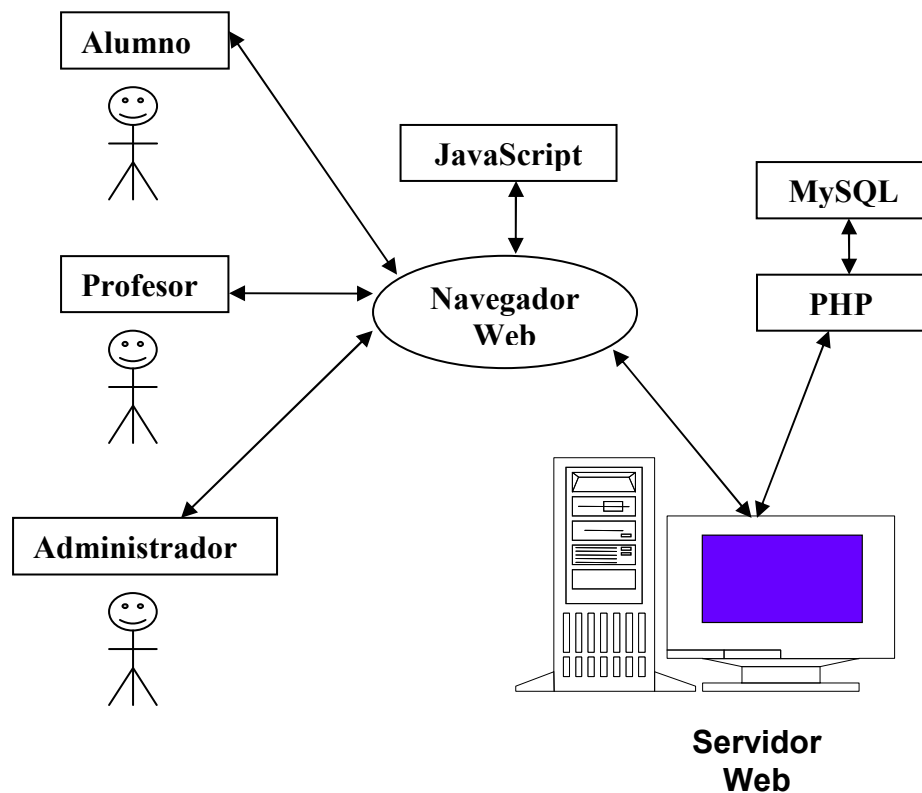 Alumno
JavaScript
MySQL
Profesor
Navegador
Web
PHP
Administrador
Servidor
Web